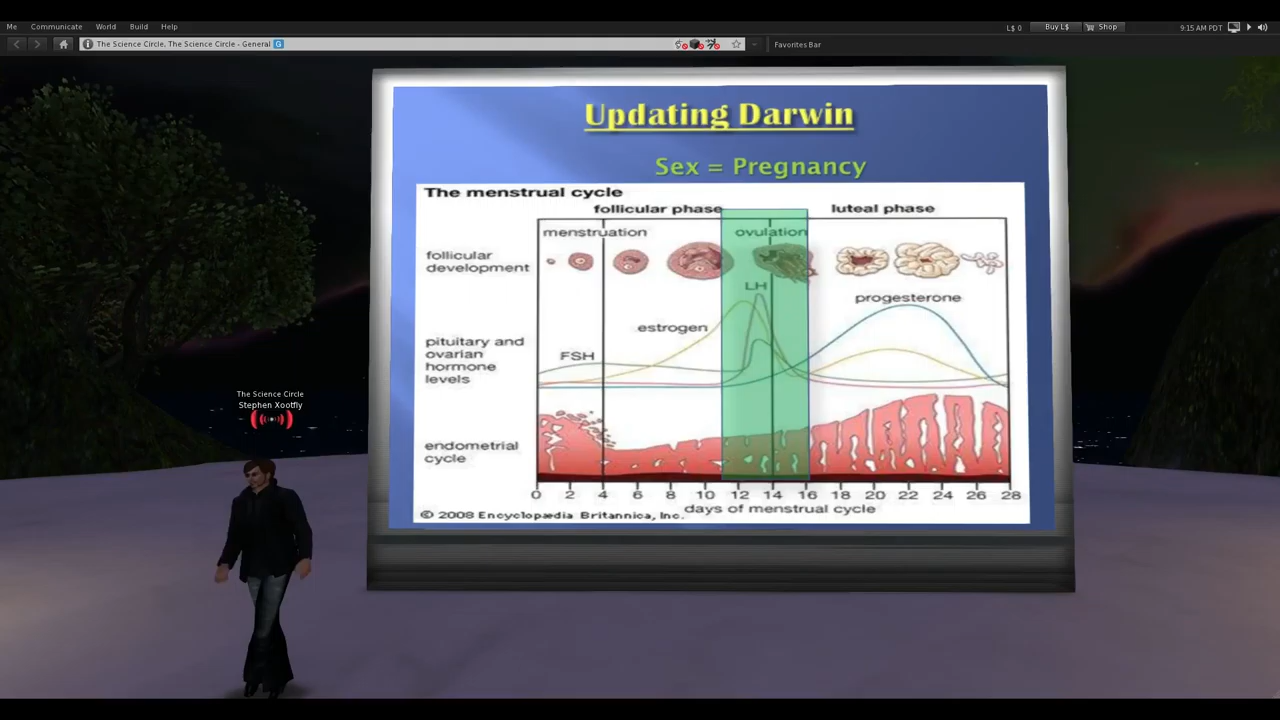 Me Communicate World Build Help
L$ 0 Buy L$ Shop 9:15 AM PDT
The Science Circle, The Science Circle - General G
Favorites Bar
Updating Darwin
Sex = Pregnancy
The menstrual cycle
follicular phase luteal phase
menstruation ovulation
follicular
development
LH
progesterone
estrogen
pituitary and
ovarian
hormone
levels
FSH
The Science Circle
Stephen Xootfly
endometrial
cycle
0 2 4 6 8 10 12 14 16 18 20 22 24 26 28
days of menstrual cycle
© 2008 Encyclopædia Britannica, Inc.